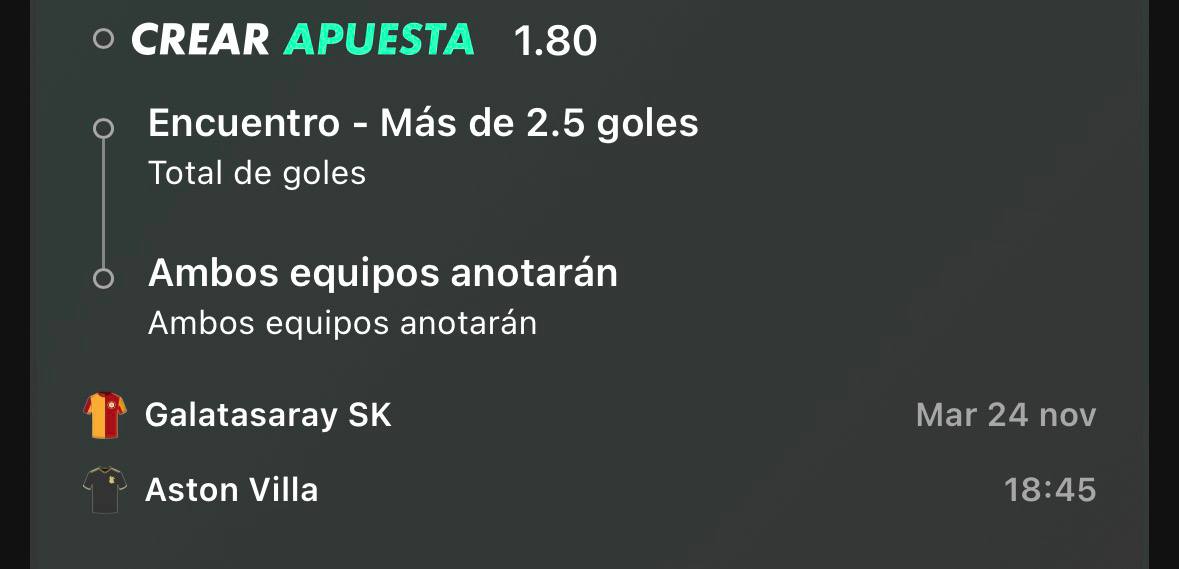 CREAR APUESTA 1.80
Encuentro - Más de 2.5 goles
Total de goles
Ambos equipos anotarán
Ambos equipos anotarán
Galatasaray SK Mar 24 nov
Aston Villa 18:45